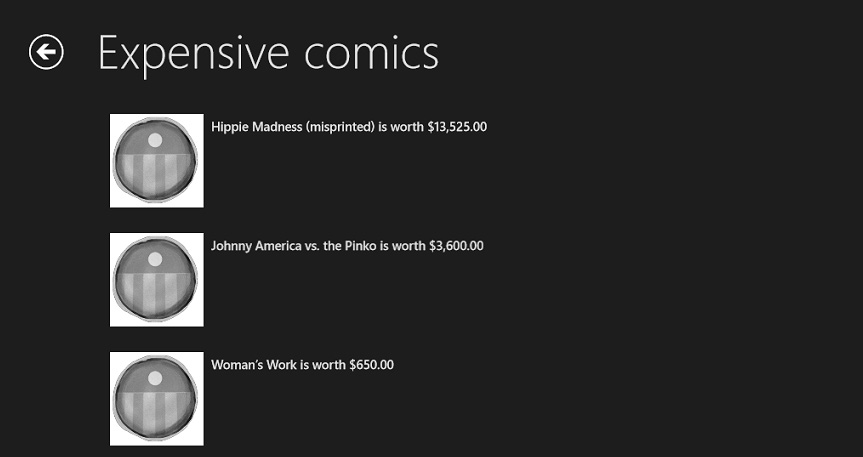 Expensive comics
Hippie Madness (misprinted) is worth $13,525.00
Johnny America vs. the Pinko is worth $3,600.00
Woman's Work is worth $650.00